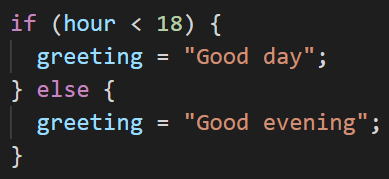 if (hour < 18) {
  greeting = "Good day";
} else {
  greeting = "Good evening";
}